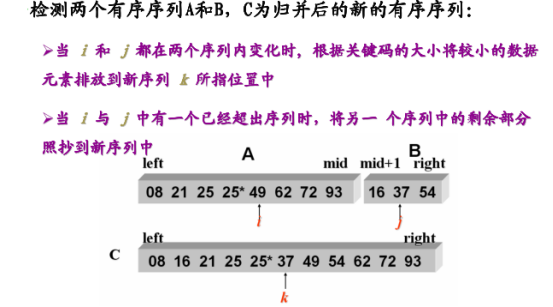 检测两个有序序列A和B，C为归并后的新的有序序列：
➢当 i 和 j 都在两个序列内变化时，根据关键码的大小将较小的数据
元素排放到新序列 k 所指位置中
➢当 i 与 j 中有一个已经超出序列时，将另一 个序列中的剩余部分
照抄到新序列中
A B
left mid mid+1 right
08 21 25 25* 49 62 72 93 16 37 54
i j
left right
C 08 16 21 25 25* 37 49 54 62 72 93
k